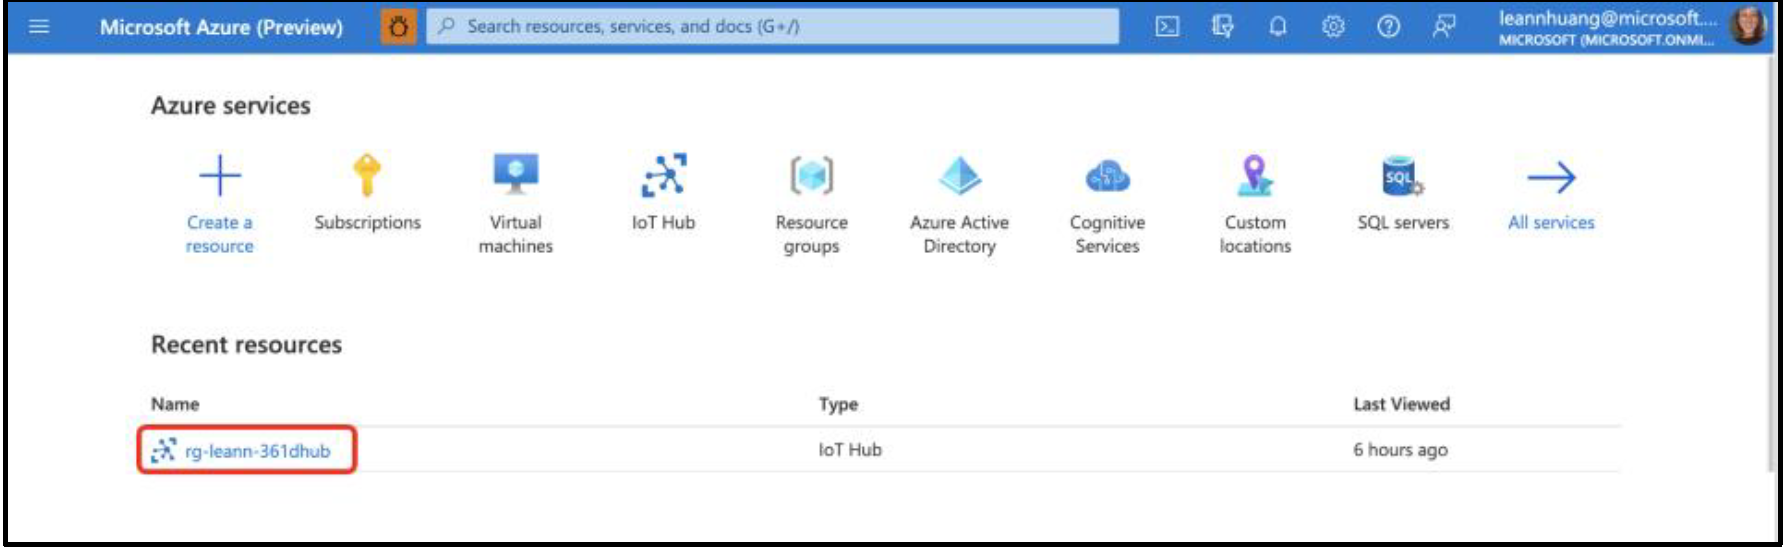 Microsoft Azure (Preview)
Search resources, services, and docs (G+/)
leannhuang@microsoft....
MICROSOFT (MICROSOFT.ONMI...
Azure services
Create a
resource
Subscriptions
Virtual
machines
IoT Hub
Resource
groups
Azure Active
Directory
Cognitive
Services
Custom
locations
SQL
SQL servers
All services
Recent resources
Name Type Last Viewed
rg-leann-361dhub IoT Hub 6 hours ago